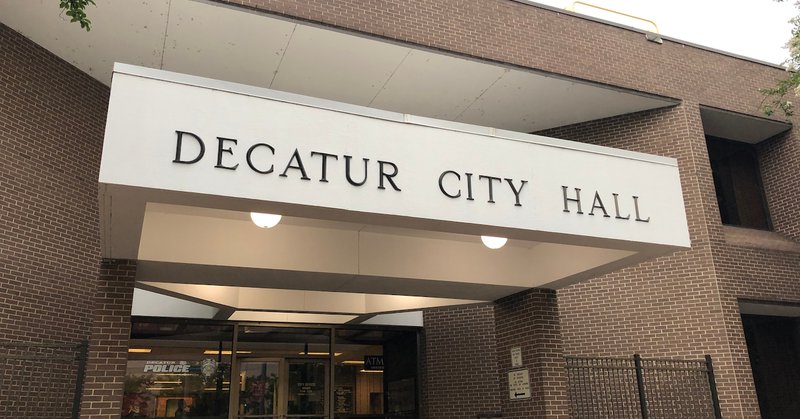 DECATUR CITY HALL
DECATUR
POLICE
ATM